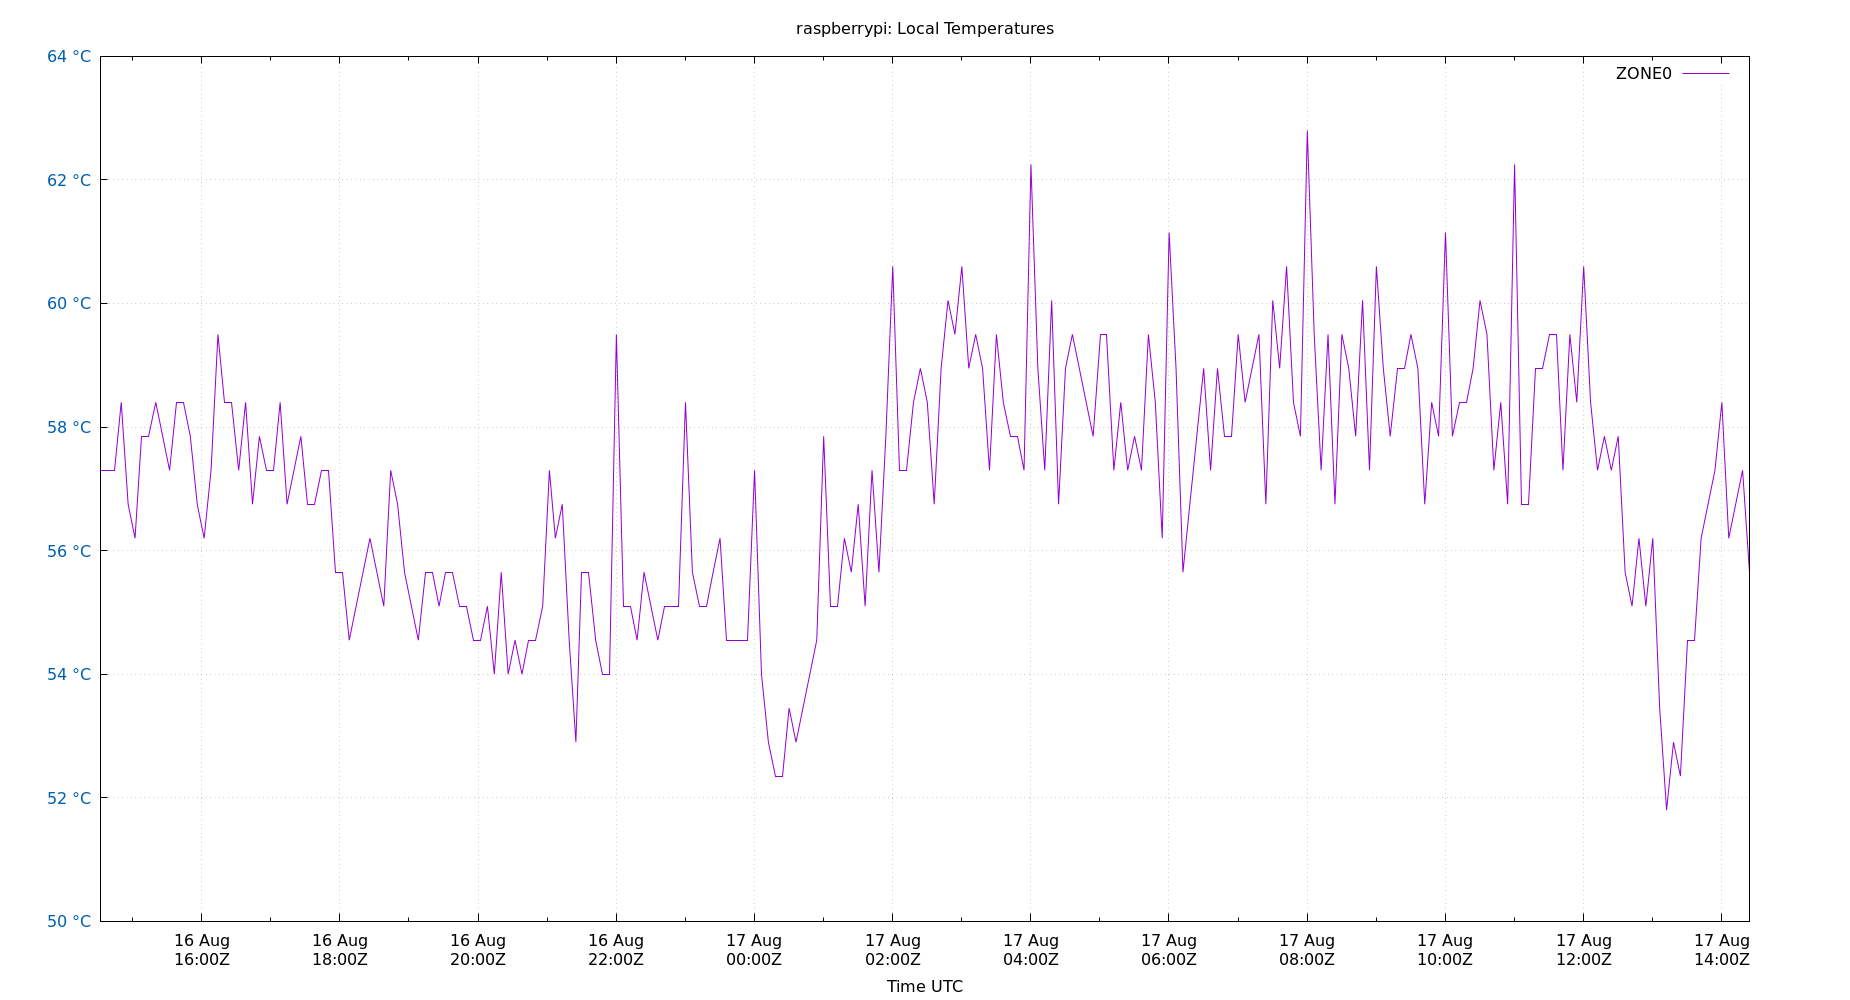 raspberrypi: Local Temperatures
64 °C
ZONE0
62 °C
60 °C
58 °C
56 °C
54 °C
52 °C
50 °C
16 Aug 16 Aug 16 Aug 16 Aug 17 Aug 17 Aug 17 Aug 17 Aug 17 Aug 17 Aug 17 Aug 17 Aug
16:00Z 18:00Z 20:00Z 22:00Z 00:00Z 02:00Z 04:00Z 06:00Z 08:00Z 10:00Z 12:00Z 14:00Z
Time UTC